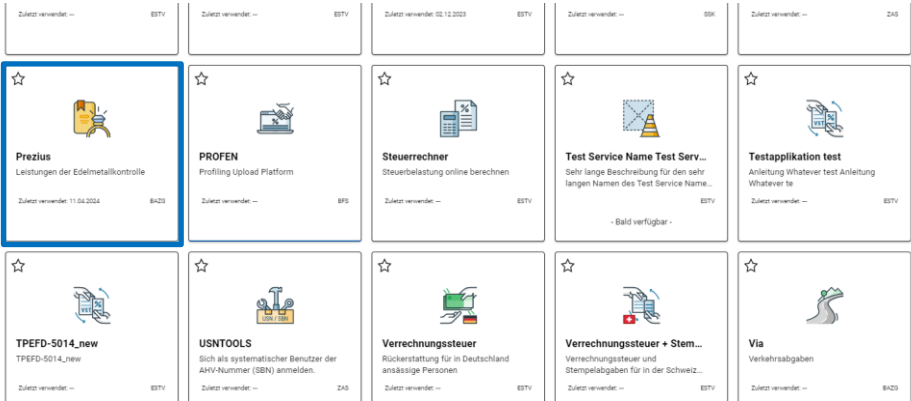 Zuletzt verwendet: — ESTV
Zuletzt verwendet: — ESTV
Zuletzt verwendet: 02.12.2023 ESTV
Zuletzt verwendet: — SSK
Zuletzt verwendet: — ZAS
Prezius
Leistungen der Edelmetallkontrolle
Zuletzt verwendet: 11.04.2024 BAZG
PROFEN
Profiling Upload Platform
Zuletzt verwendet: — BFS
%
Steuerrechner
Steuerbelastung online berechnen
Zuletzt verwendet: — ESTV
Test Service Name Test Serv...
Sehr lange Beschreibung für den sehr
langen Namen des Test Service Name...
ESTV
- Bald verfügbar -
VST %
Testapplikation test
Anleitung Whatever test Anleitung
Whatever te
Zuletzt verwendet: — ESTV
VST %
TPEFD-5014_new
TPEFD-5014_new
Zuletzt verwendet: — ESTV
USN / SBN
USNTOOLS
Sich als systematischer Benutzer der
AHV-Nummer (SBN) anmelden.
Zuletzt verwendet: — ZAS
Verrechnungssteuer
Rückerstattung für in Deutschland
ansässige Personen
Zuletzt verwendet: — ESTV
VST %
Verrechnungssteuer + Stem...
Verrechnungssteuer und
Stempelabgaben für in der Schweiz...
Zuletzt verwendet: — ESTV
Via
Verkehrsabgaben
Zuletzt verwendet: — BAZG